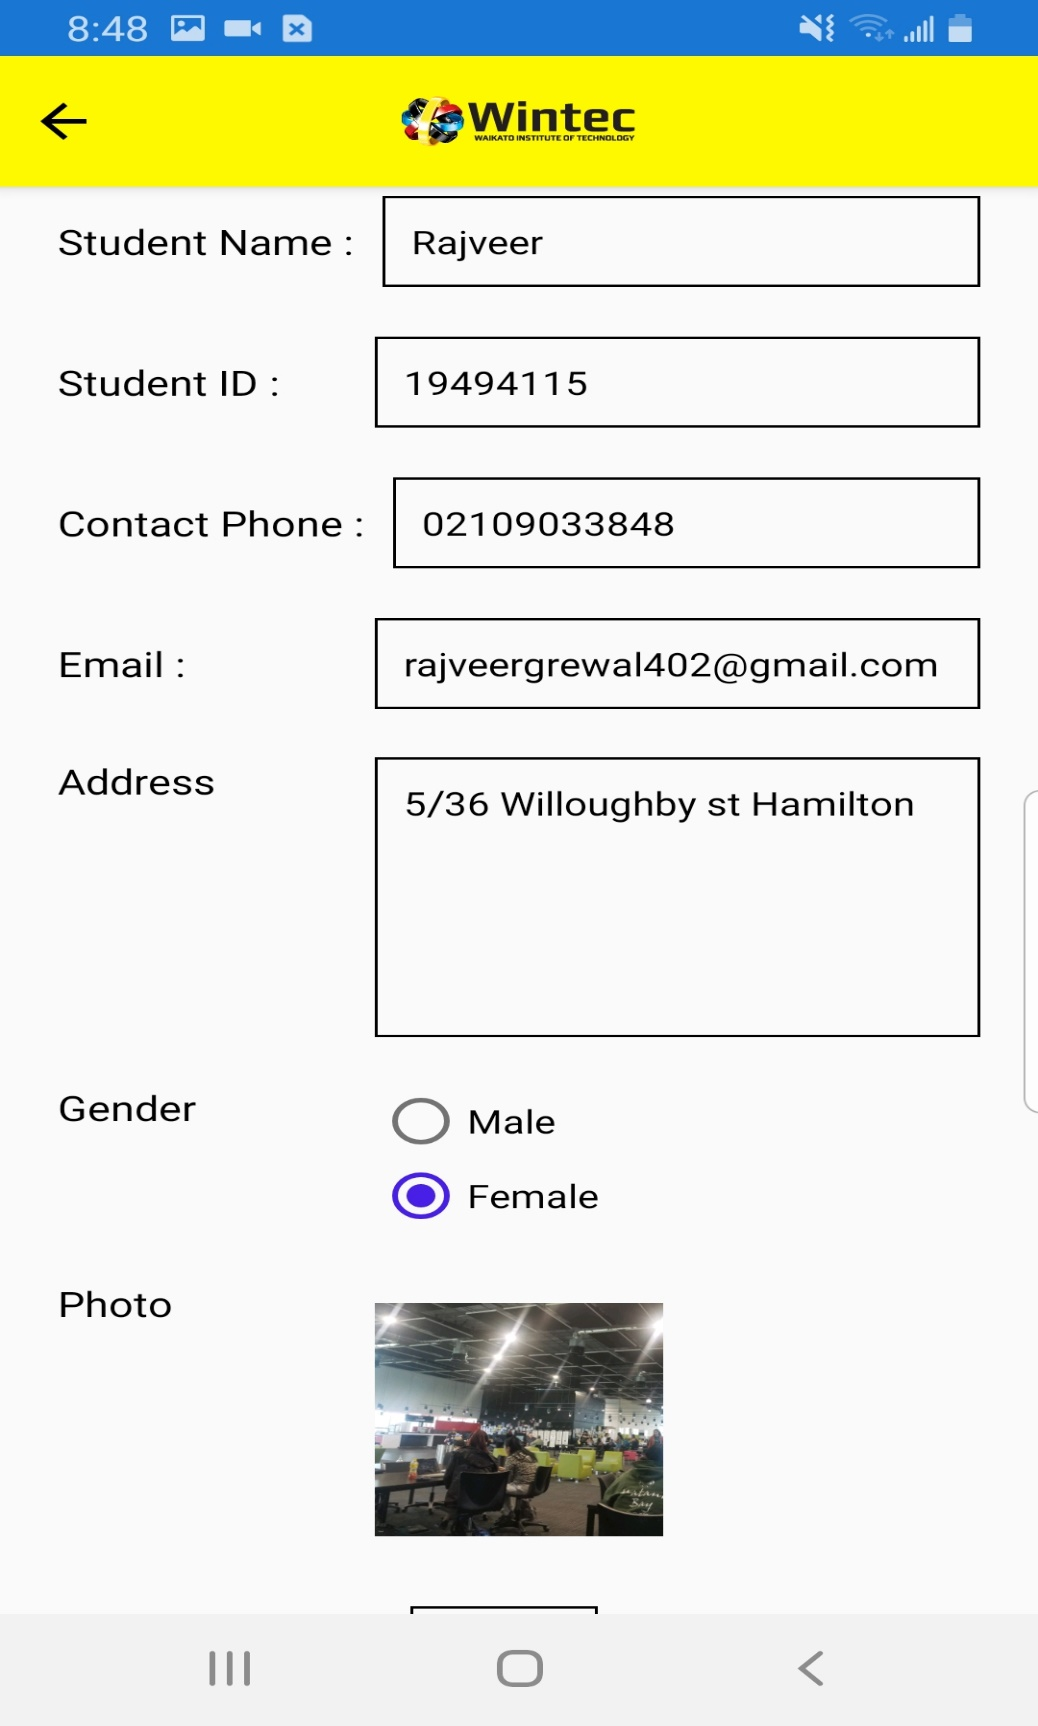 8:48
Wintec
WAIKATO INSTITUTE OF TECHNOLOGY
Student Name : Rajveer
Student ID : 19494115
Contact Phone : 02109033848
Email : rajveergrewal402@gmail.com
Address 5/36 Willoughby st Hamilton
Gender
Male
Female
Photo
Bay